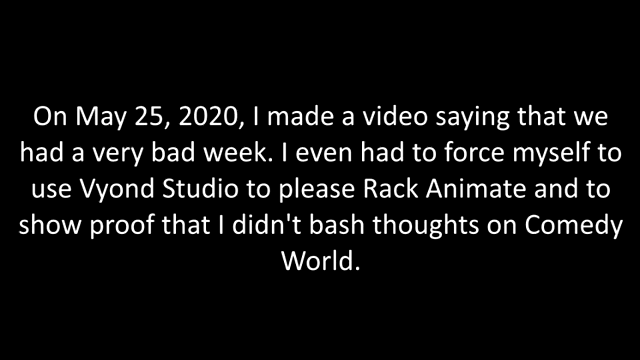 On May 25, 2020, I made a video saying that we
had a very bad week. I even had to force myself to
use Vyond Studio to please Rack Animate and to
show proof that I didn't bash thoughts on Comedy
World.